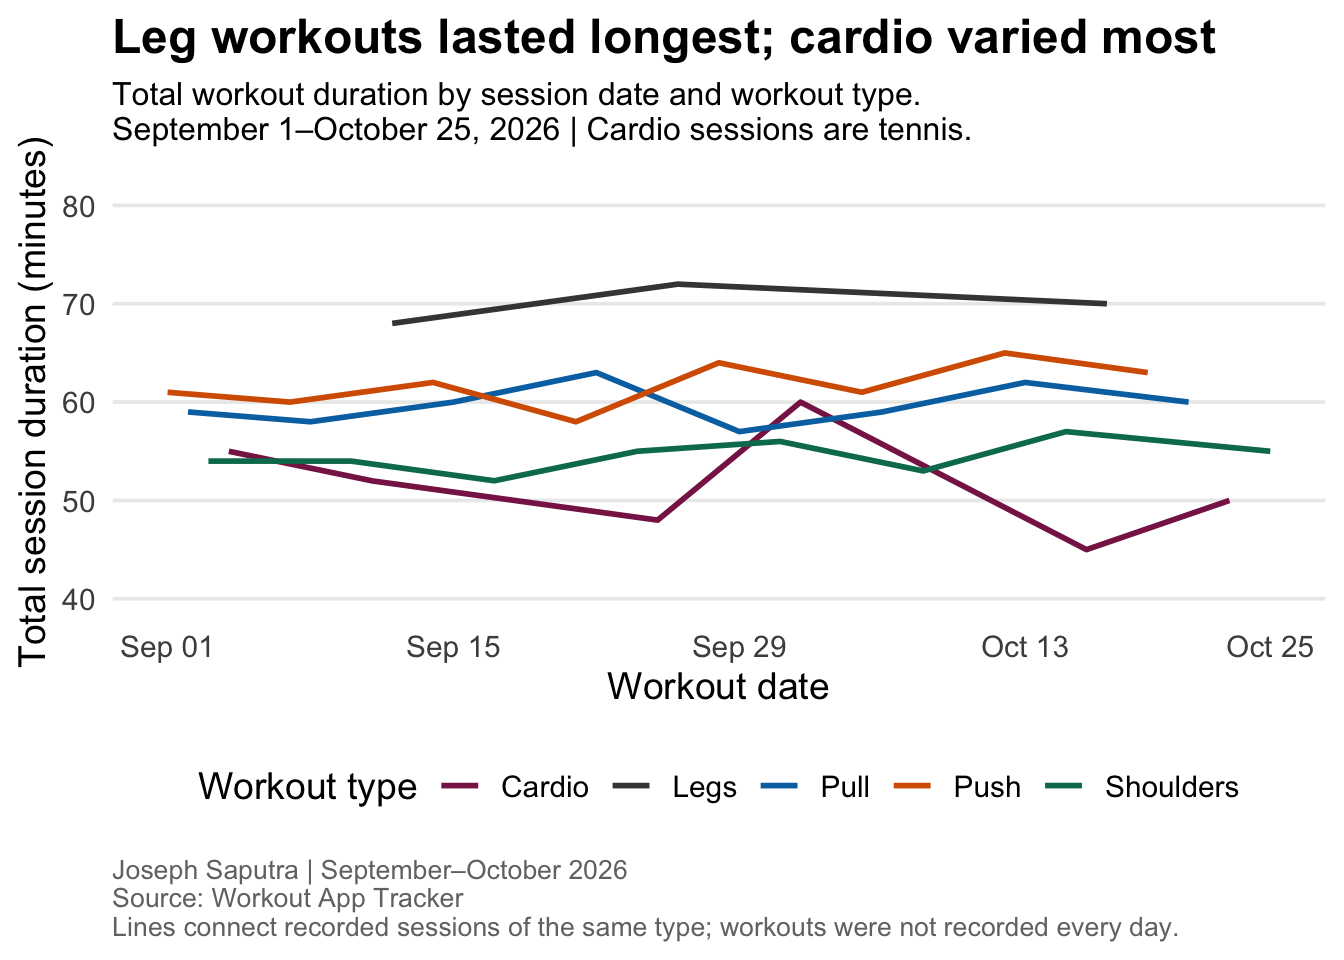 Leg workouts lasted longest; cardio varied most
Total workout duration by session date and workout type.
September 1–October 25, 2026 | Cardio sessions are tennis.
Total session duration (minutes)
80
70
60
50
40
Sep 01
Sep 15
Sep 29
Oct 13
Oct 25
Workout date
Workout type
Cardio
Legs
Pull
Push
Shoulders
Joseph Saputra | September–October 2026
Source: Workout App Tracker
Lines connect recorded sessions of the same type; workouts were not recorded every day.